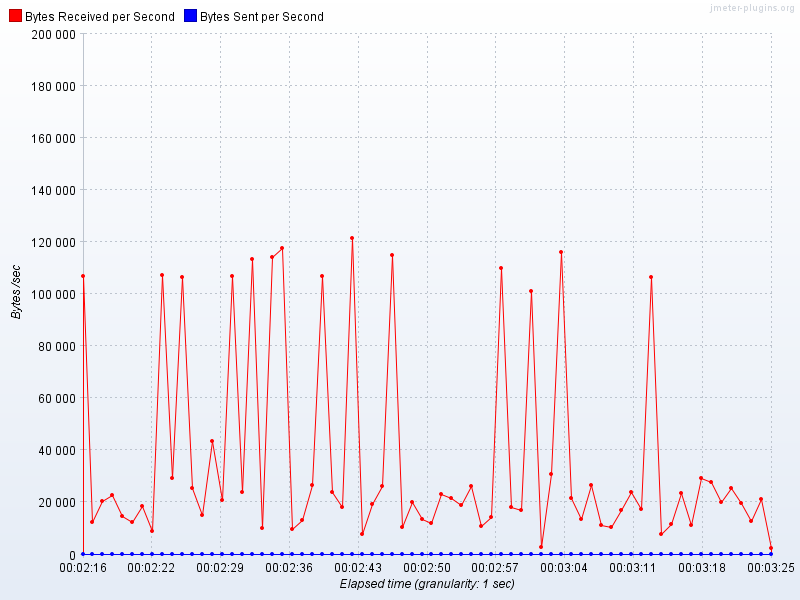 jmeter-plugins.org
Bytes Received per Second Bytes Sent per Second
200 000
180 000
160 000
140 000
120 000
100 000
80 000
60 000
40 000
20 000
0
Bytes /sec
00:02:16 00:02:22 00:02:29 00:02:36 00:02:43 00:02:50 00:02:57 00:03:04 00:03:11 00:03:18 00:03:25
Elapsed time (granularity: 1 sec)